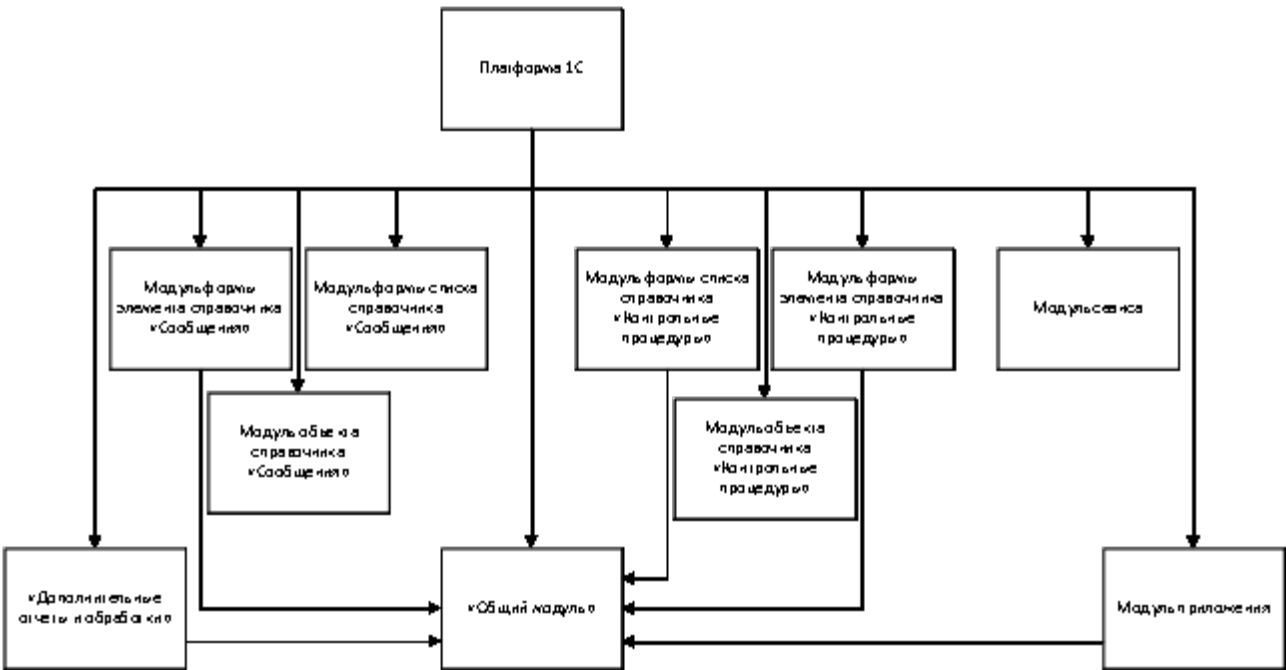 Платформа 1С
Модуль формы
элемента справочника
«Сообщения»
Модуль формы списка
справочника
«Сообщения»
Модуль формы списка
справочника
«Контрольные
процедуры»
Модуль формы
элемента справочника
«Контрольные
процедуры»
Модуль сеанса
Модуль объекта
справочника
«Сообщения»
Модуль объекта
справочника
«Контрольные
процедуры»
«Дополнительные
отчеты и обработки»
«Общий модуль»
Модуль приложения